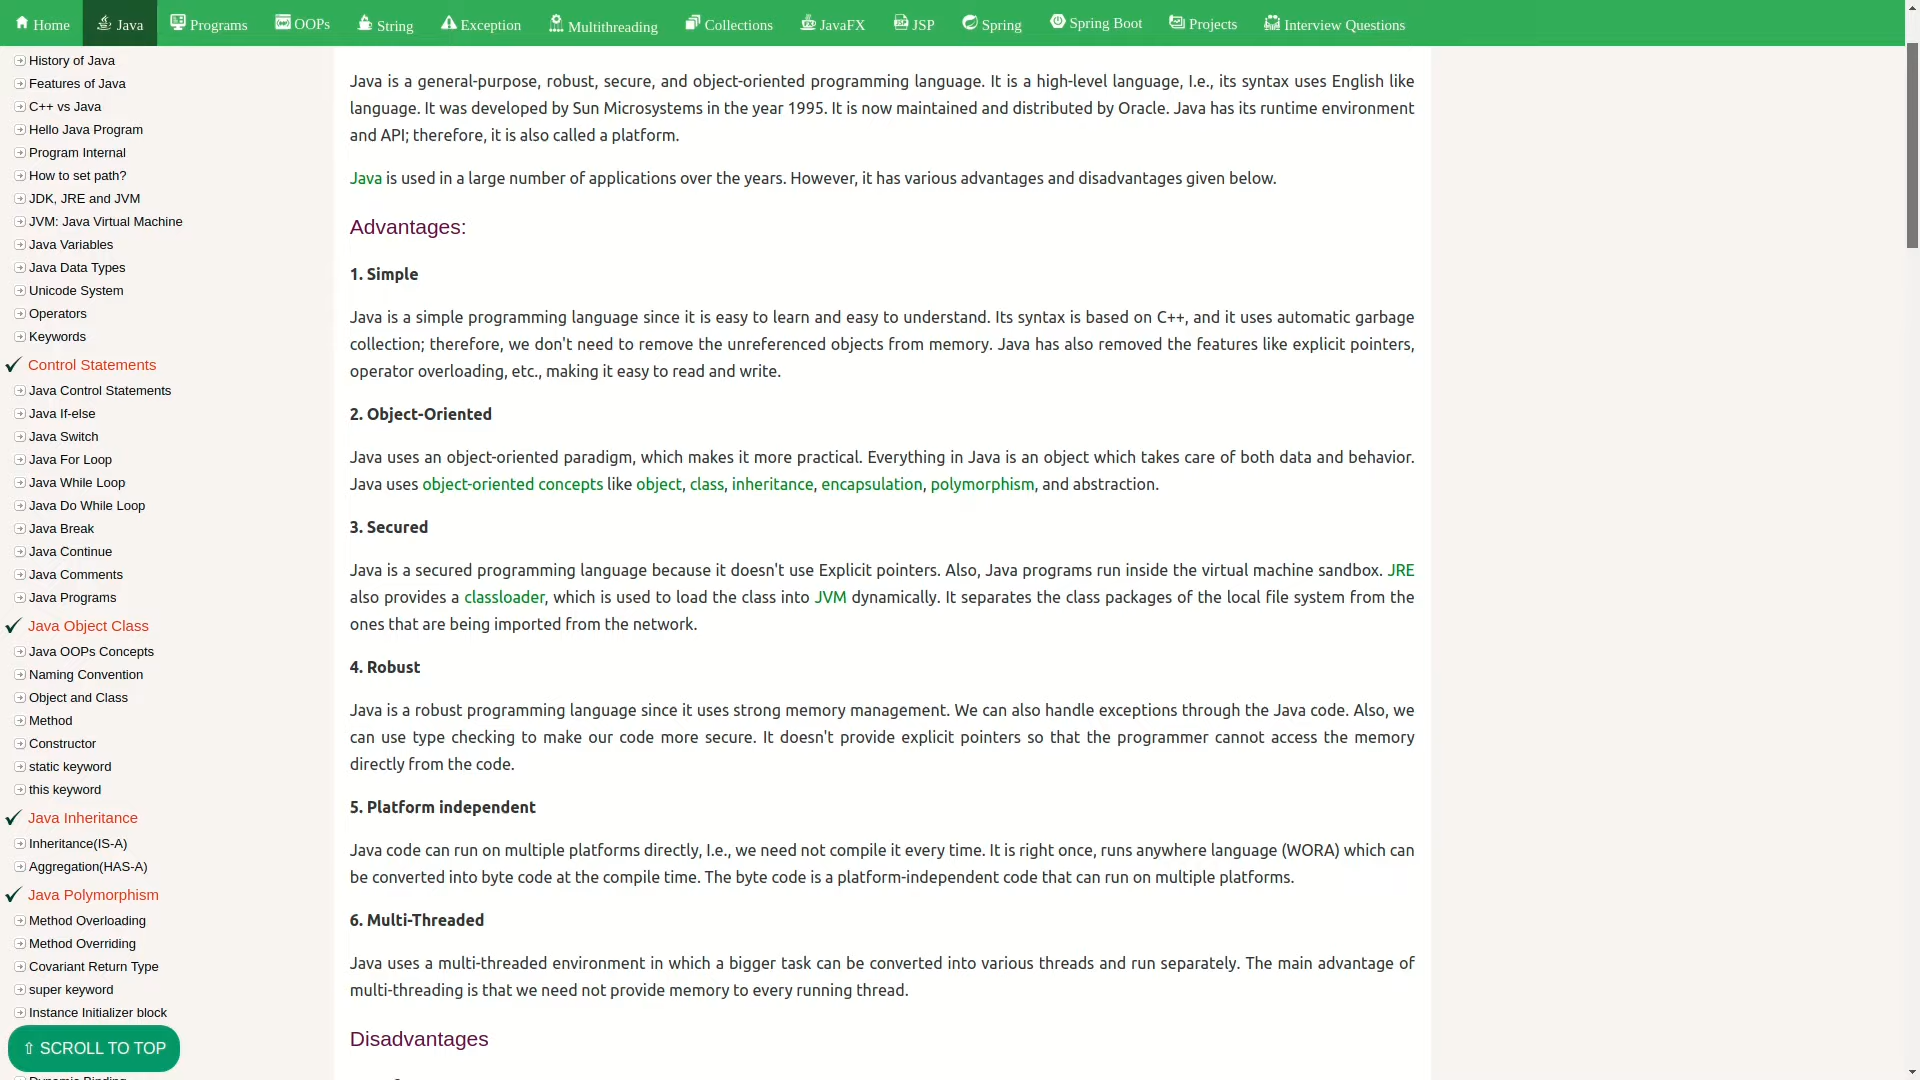 Home Java Programs OOPs String Exception Multithreading Collections JavaFX JSP Spring Spring Boot Projects Interview Questions
History of Java
Features of Java
C++ vs Java
Hello Java Program
Program Internal
How to set path?
JDK, JRE and JVM
JVM: Java Virtual Machine
Java Variables
Java Data Types
Unicode System
Operators
Keywords
Control Statements
Java Control Statements
Java If-else
Java Switch
Java For Loop
Java While Loop
Java Do While Loop
Java Break
Java Continue
Java Comments
Java Programs
Java Object Class
Java OOPs Concepts
Naming Convention
Object and Class
Method
Constructor
static keyword
this keyword
Java Inheritance
Inheritance(IS-A)
Aggregation(HAS-A)
Java Polymorphism
Method Overloading
Method Overriding
Covariant Return Type
super keyword
Instance Initializer block
⇧ SCROLL TO TOP
Dynamic Binding
Java is a general-purpose, robust, secure, and object-oriented programming language. It is a high-level language, I.e., its syntax uses English like
language. It was developed by Sun Microsystems in the year 1995. It is now maintained and distributed by Oracle. Java has its runtime environment
and API; therefore, it is also called a platform.
Java is used in a large number of applications over the years. However, it has various advantages and disadvantages given below.
Advantages:
1. Simple
Java is a simple programming language since it is easy to learn and easy to understand. Its syntax is based on C++, and it uses automatic garbage
collection; therefore, we don't need to remove the unreferenced objects from memory. Java has also removed the features like explicit pointers,
operator overloading, etc., making it easy to read and write.
2. Object-Oriented
Java uses an object-oriented paradigm, which makes it more practical. Everything in Java is an object which takes care of both data and behavior.
Java uses object-oriented concepts like object, class, inheritance, encapsulation, polymorphism, and abstraction.
3. Secured
Java is a secured programming language because it doesn't use Explicit pointers. Also, Java programs run inside the virtual machine sandbox. JRE
also provides a classloader, which is used to load the class into JVM dynamically. It separates the class packages of the local file system from the
ones that are being imported from the network.
4. Robust
Java is a robust programming language since it uses strong memory management. We can also handle exceptions through the Java code. Also, we
can use type checking to make our code more secure. It doesn't provide explicit pointers so that the programmer cannot access the memory
directly from the code.
5. Platform independent
Java code can run on multiple platforms directly, I.e., we need not compile it every time. It is right once, runs anywhere language (WORA) which can
be converted into byte code at the compile time. The byte code is a platform-independent code that can run on multiple platforms.
6. Multi-Threaded
Java uses a multi-threaded environment in which a bigger task can be converted into various threads and run separately. The main advantage of
multi-threading is that we need not provide memory to every running thread.
Disadvantages